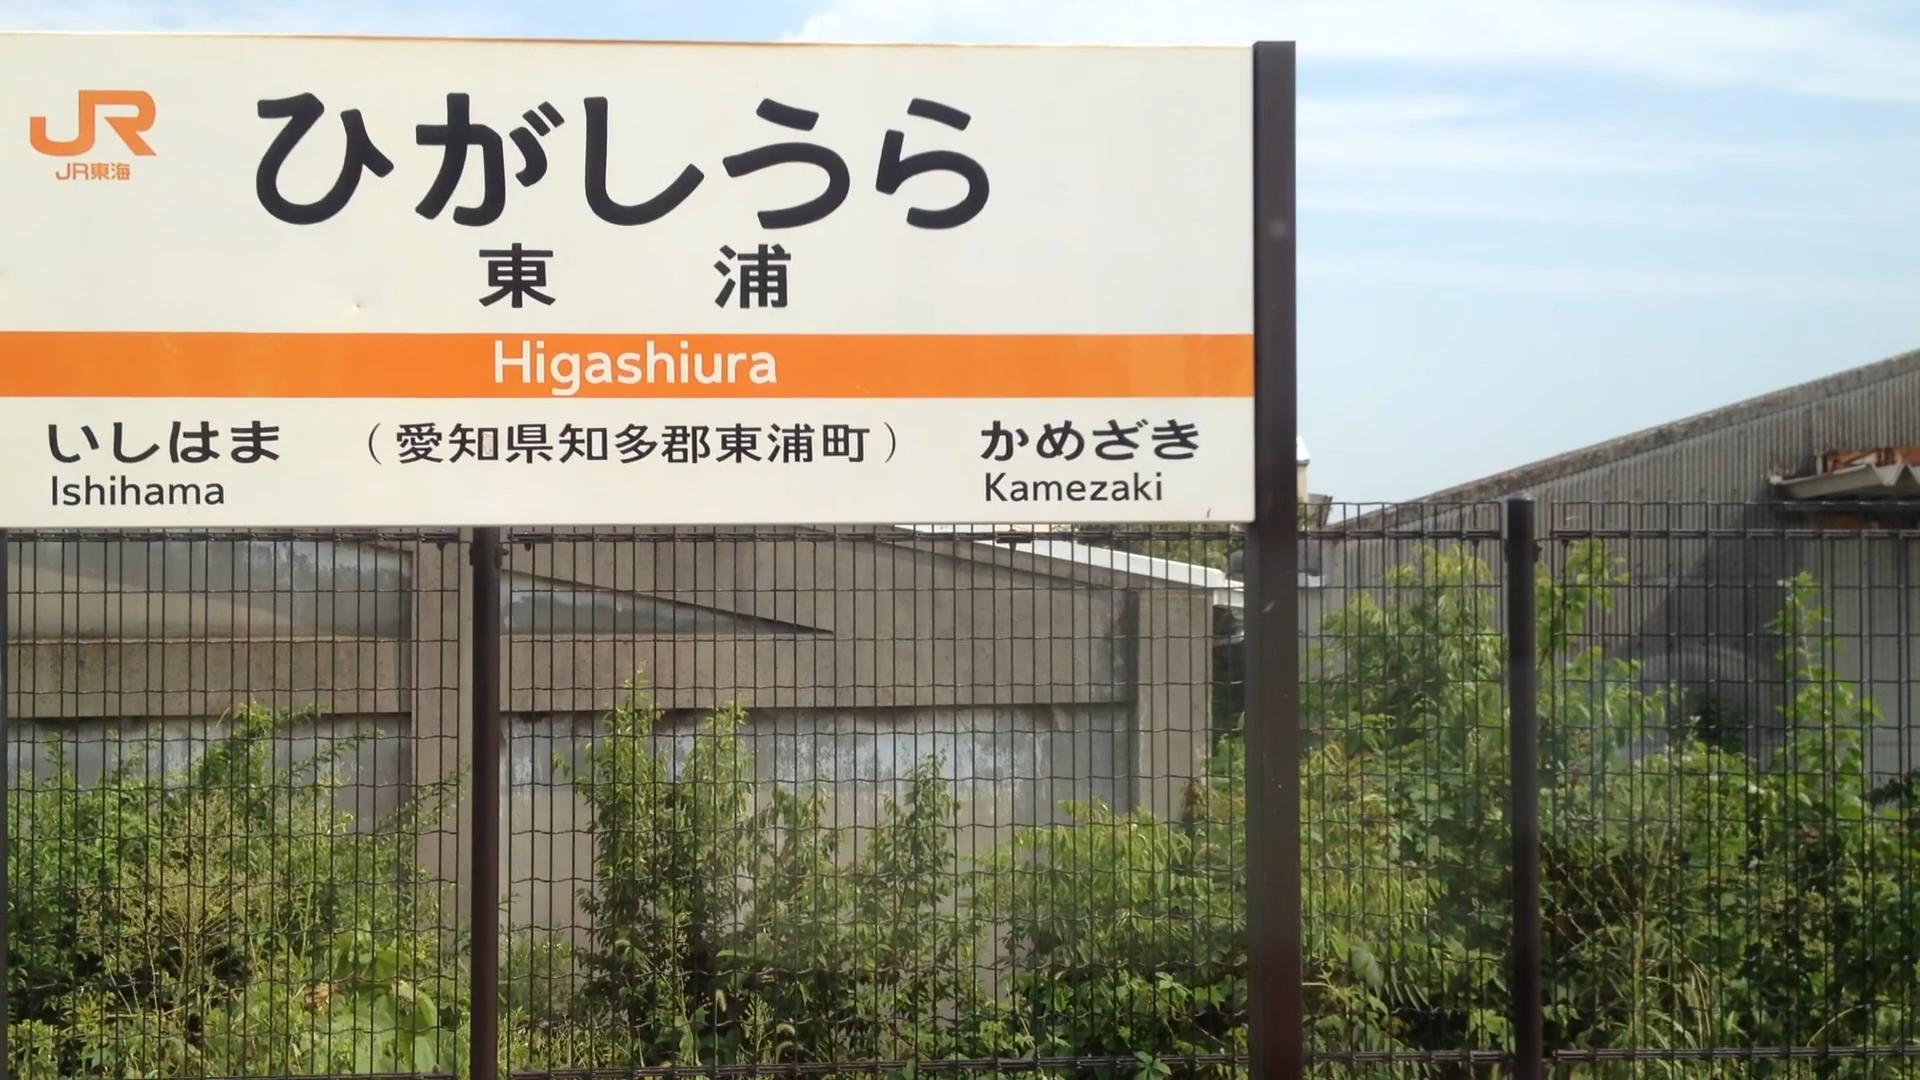 JR
JR東海
ひがしうら
東 浦
Higashiura
いしはま (愛知県知多郡東浦町) かめざき
Ishihama Kamezaki